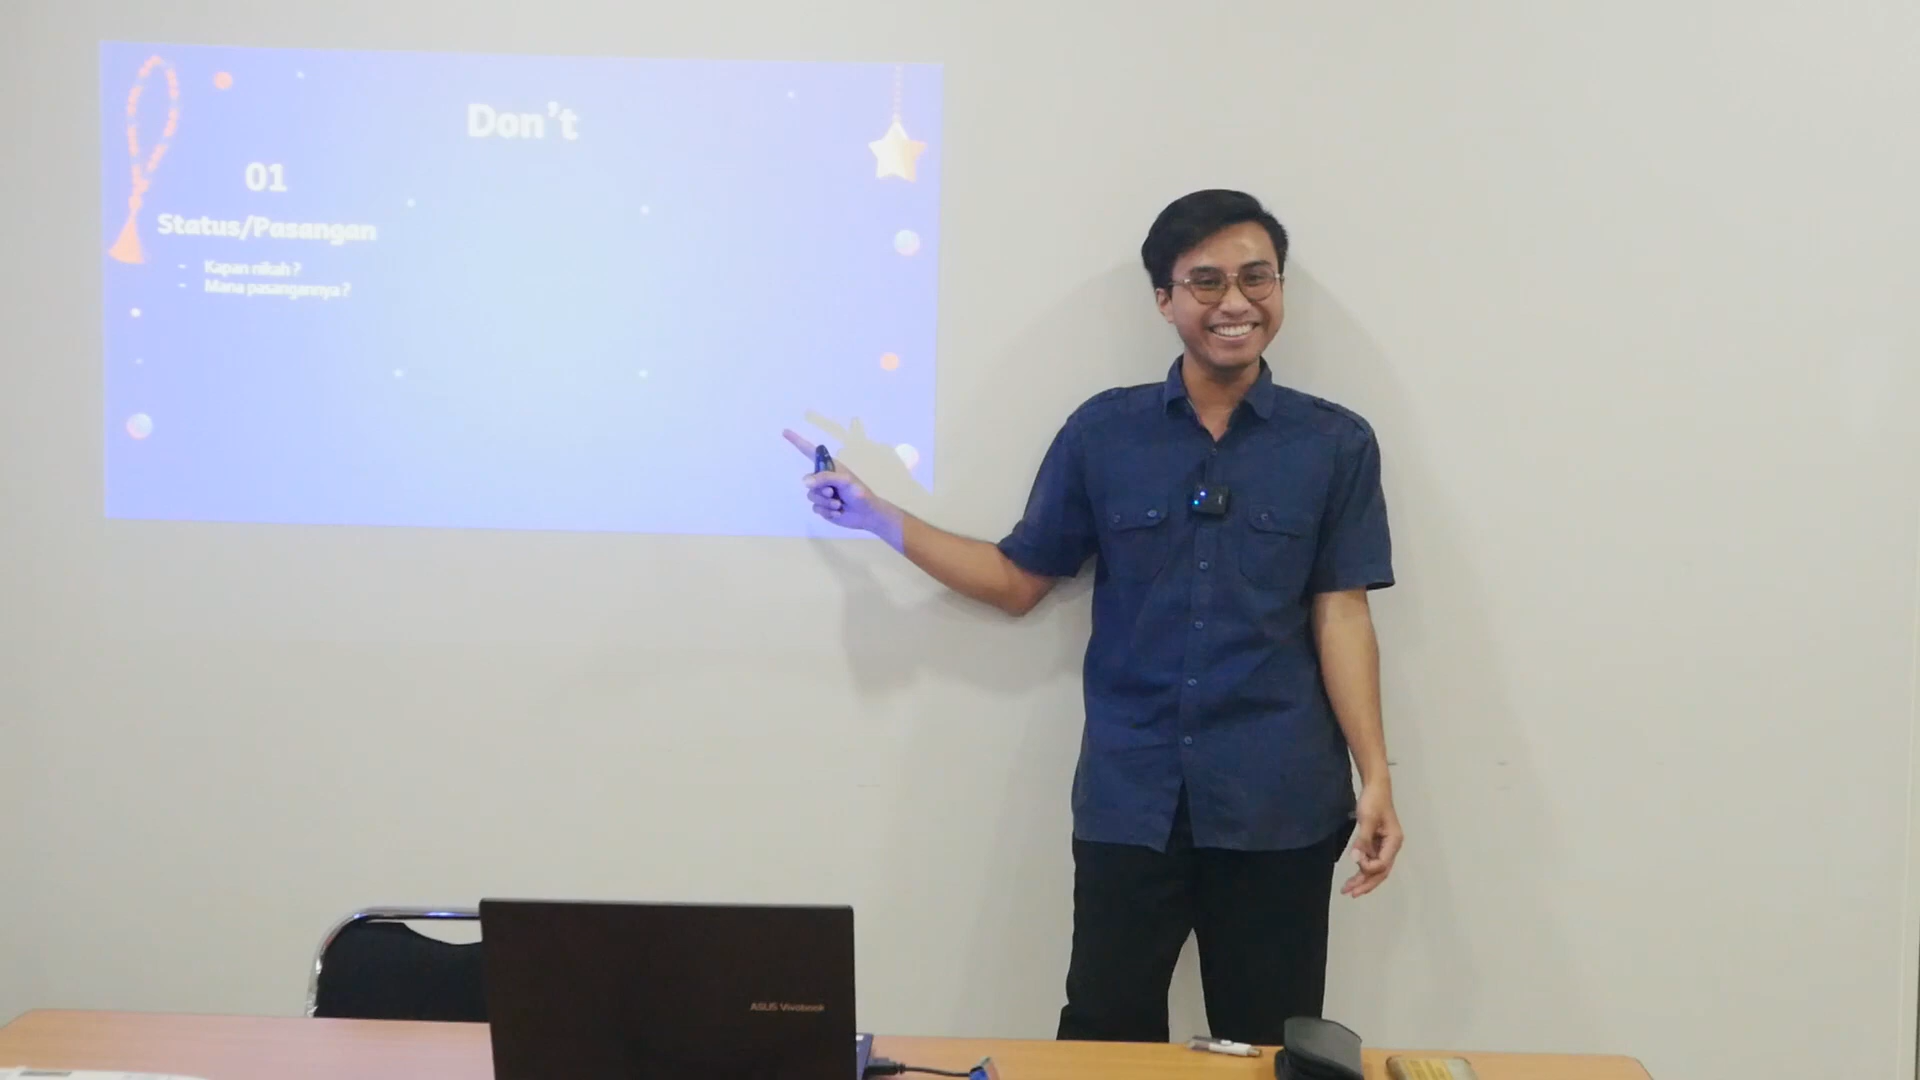 Don't
01
Status/Pasangan
- Kapan nikah ?
- Mana pasangannya ?
ASUS Vivobook